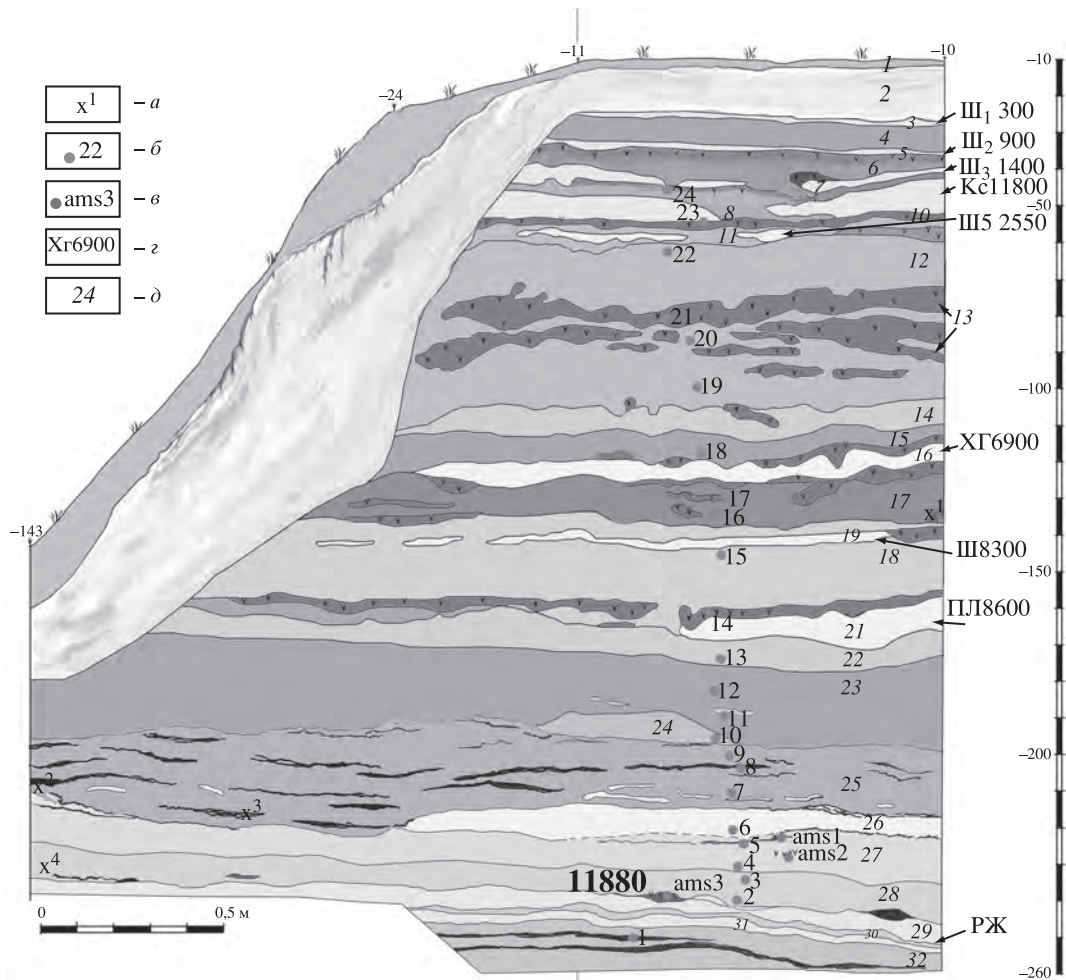 -11
-10
-10
-24
-143
x¹
– а
22
– б
ams3
– в
Хг6900
– г
24
– д
1
2
3
Ш₁ 300
4
5
Ш₂ 900
6
Ш₃ 1400
7
Кс11800
24
-50
23
8
10
Ш5 2550
11
22
12
21
13
20
19
-100
14
18
15
ХГ6900
16
17
17
16
x¹
19
Ш8300
15
18
-150
ПЛ8600
14
21
13
22
12
23
11
24
10
9
-200
8
x²
25
7
x³
26
6
ams1
5
ams2
27
x⁴
4
3
11880
ams3
2
28
0
0,5 м
31
30
29
РЖ
1
32
-260